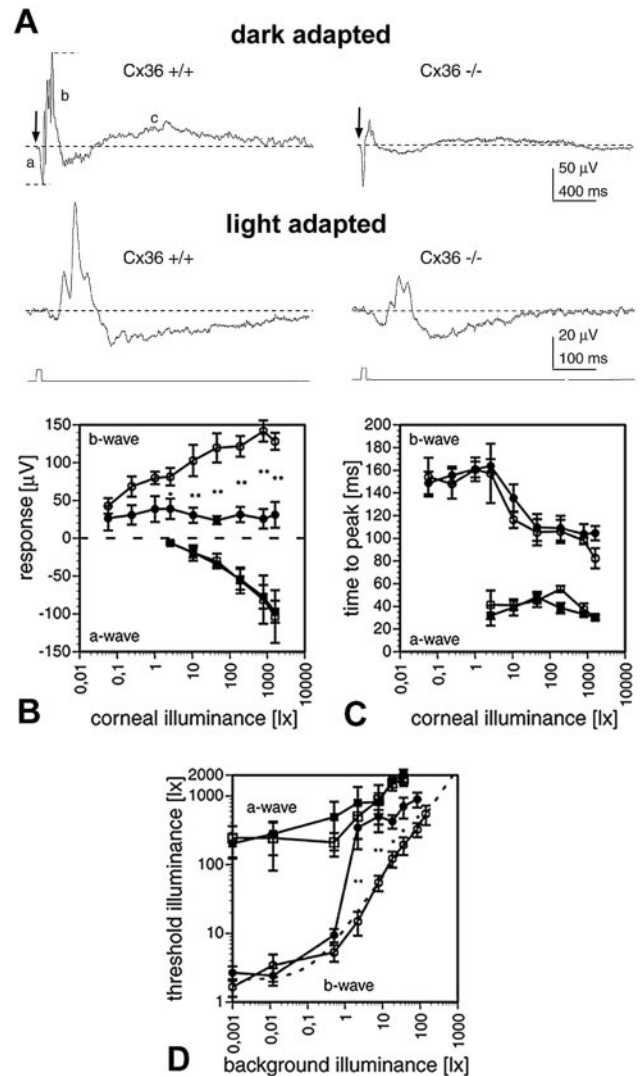 A
dark adapted
Cx36 +/+
Cx36 -/-
b
c
a
50 µV
400 ms
light adapted
Cx36 +/+
Cx36 -/-
20 µV
100 ms
150
100
50
0
-50
-100
-150
response [µV]
b-wave
*
**
**
**
**
**
a-wave
0,01
0,1
1
10
100
1000
10000
B
corneal illuminance [lx]
200
180
160
140
120
100
80
60
40
20
0
time to peak [ms]
b-wave
a-wave
0,01
0,1
1
10
100
1000
10000
C
corneal illuminance [lx]
2000
1000
100
10
1
threshold illuminance [lx]
a-wave
**
**
b-wave
0,001
0,01
0,1
1
10
100
1000
D
background illuminance [lx]